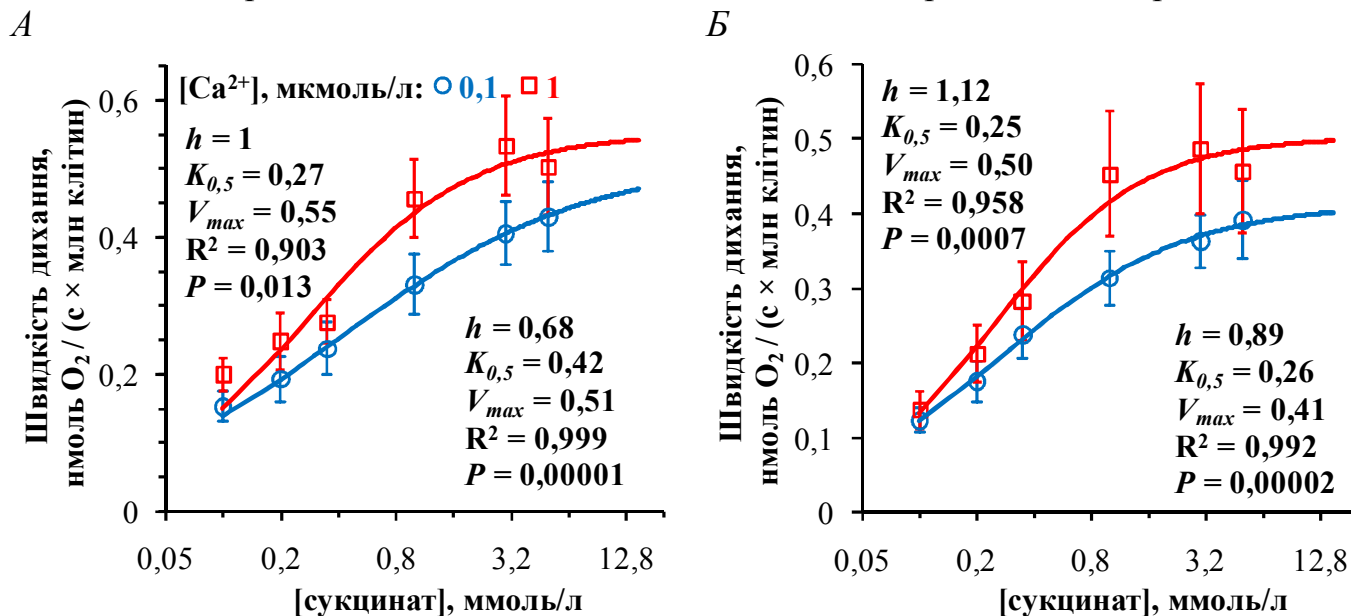 А
Б
[Ca²⁺], мкмоль/л: 0,1 1
h = 1
K0,5 = 0,27
Vmax = 0,55
R² = 0,903
P = 0,013
h = 0,68
K0,5 = 0,42
Vmax = 0,51
R² = 0,999
P = 0,00001
Швидкість дихання,
нмоль O₂ / (с × млн клітин)
0,6
0,4
0,2
0
0,05 0,2 0,8 3,2 12,8
[сукцинат], ммоль/л
h = 1,12
K0,5 = 0,25
Vmax = 0,50
R² = 0,958
P = 0,0007
h = 0,89
K0,5 = 0,26
Vmax = 0,41
R² = 0,992
P = 0,00002
Швидкість дихання,
нмоль O₂ / (с × млн клітин)
0,6
0,5
0,4
0,3
0,2
0,1
0
0,05 0,2 0,8 3,2 12,8
[сукцинат], ммоль/л